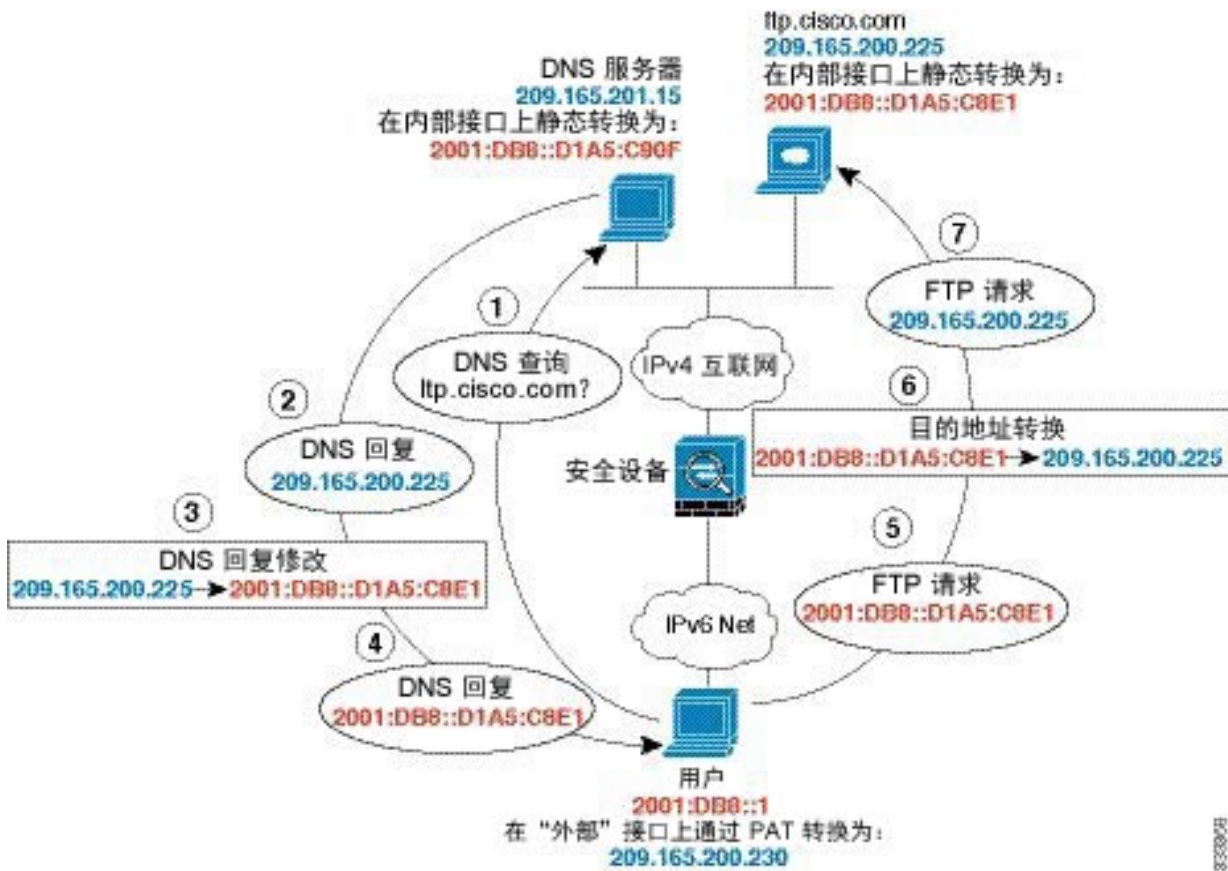 ftp.cisco.com
209.165.200.225
在内部接口上静态转换为：
2001:DB8::D1A5:C8E1
DNS 服务器
209.165.201.15
在内部接口上静态转换为：
2001:DB8::D1A5:C90F
7
FTP 请求
209.165.200.225
1
DNS 查询
ftp.cisco.com?
IPv4 互联网
2
DNS 回复
209.165.200.225
6
目的地址转换
2001:DB8::D1A5:C8E1→209.165.200.225
安全设备
3
DNS 回复修改
209.165.200.225→2001:DB8::D1A5:C8E1
5
FTP 请求
2001:DB8::D1A5:C8E1
IPv6 Net
4
DNS 回复
2001:DB8::D1A5:C8E1
用户
2001:DB8::1
在“外部”接口上通过 PAT 转换为：
209.165.200.230